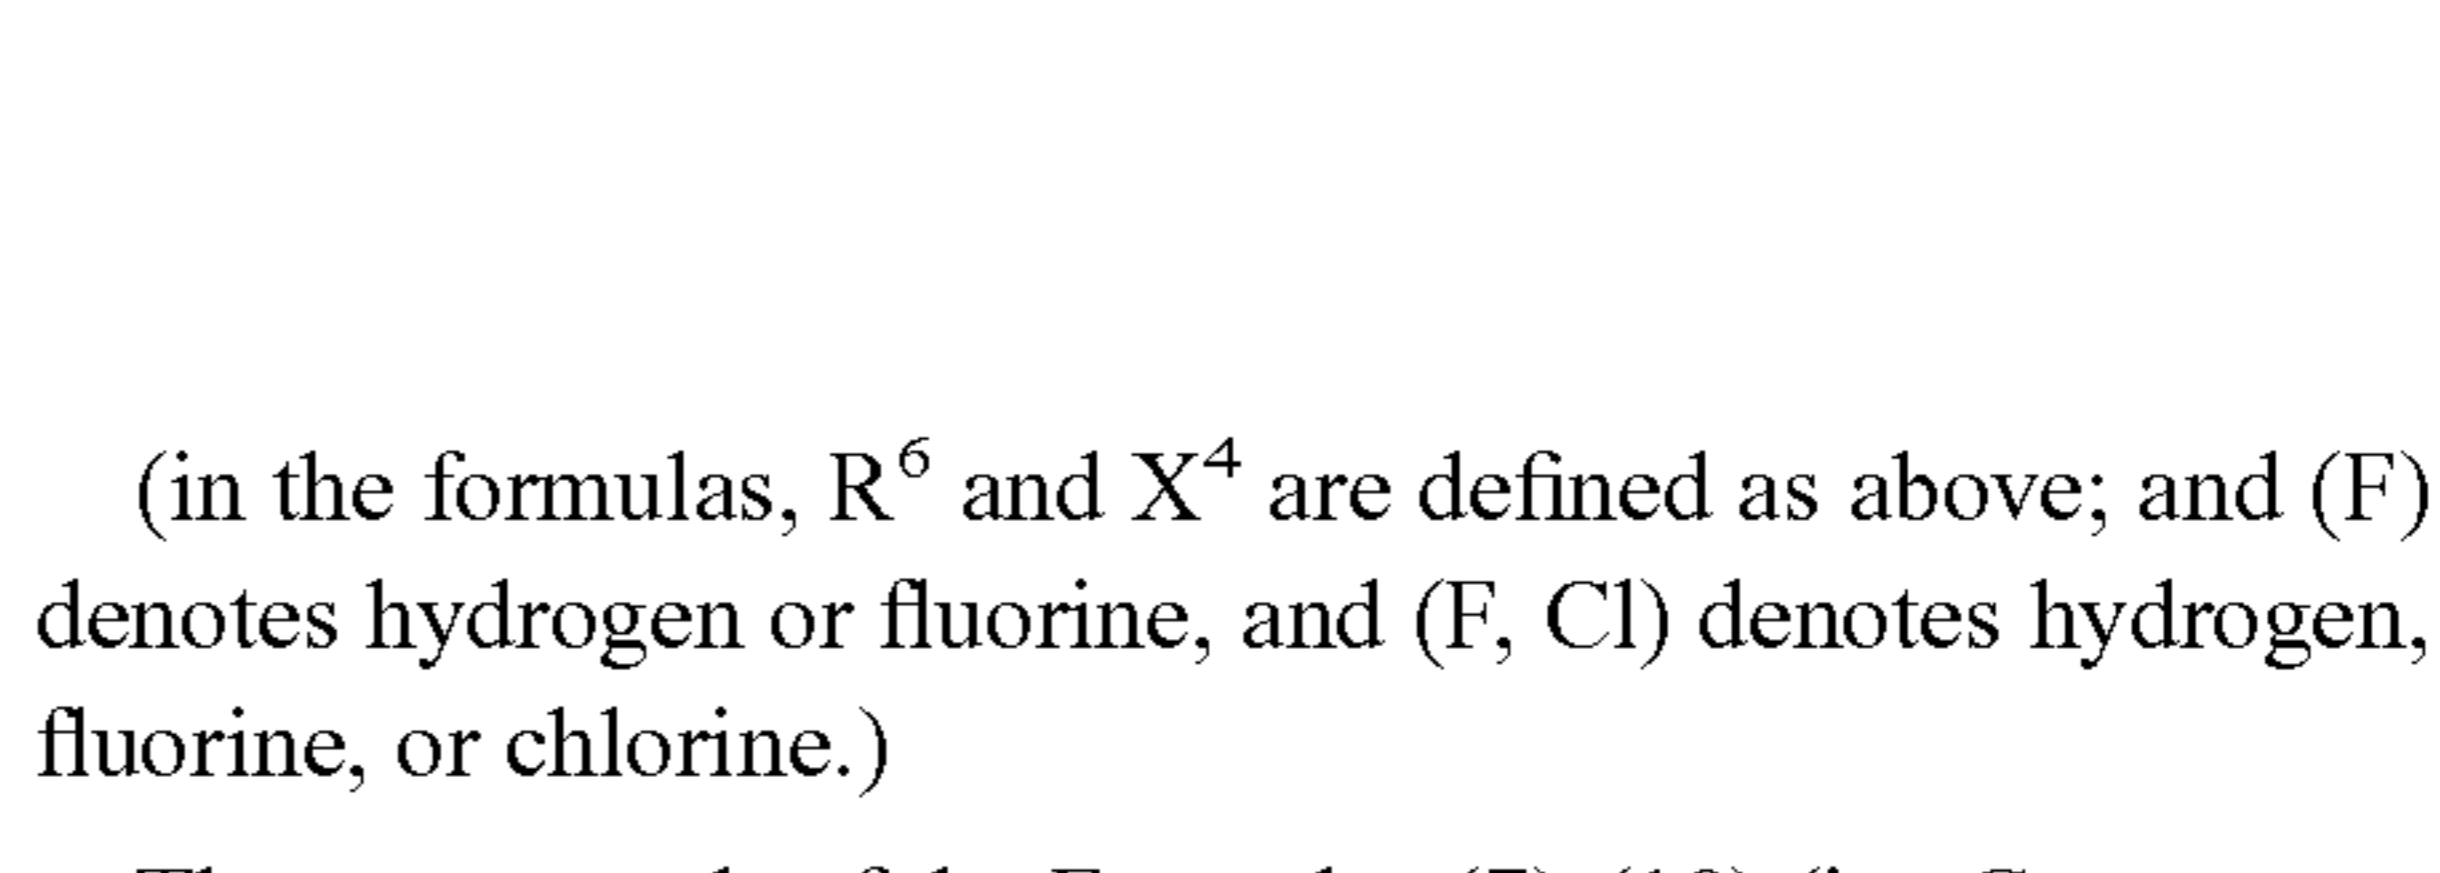 (in the formulas, R⁶ and X⁴ are defined as above; and (F)
denotes hydrogen or fluorine, and (F, Cl) denotes hydrogen,
fluorine, or chlorine.)